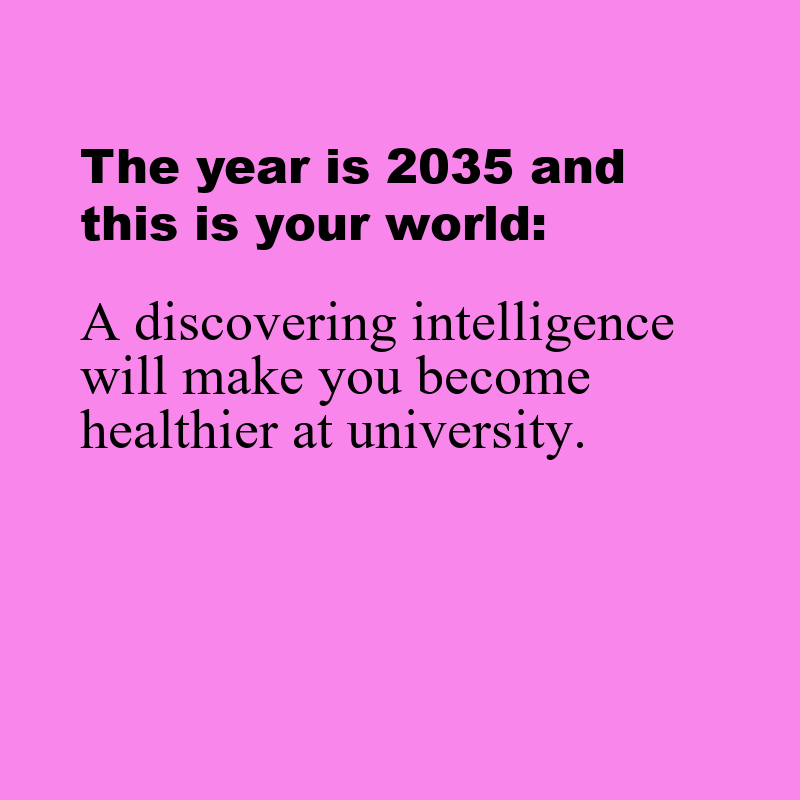 The year is 2035 and
this is your world:
A discovering intelligence
will make you become
healthier at university.